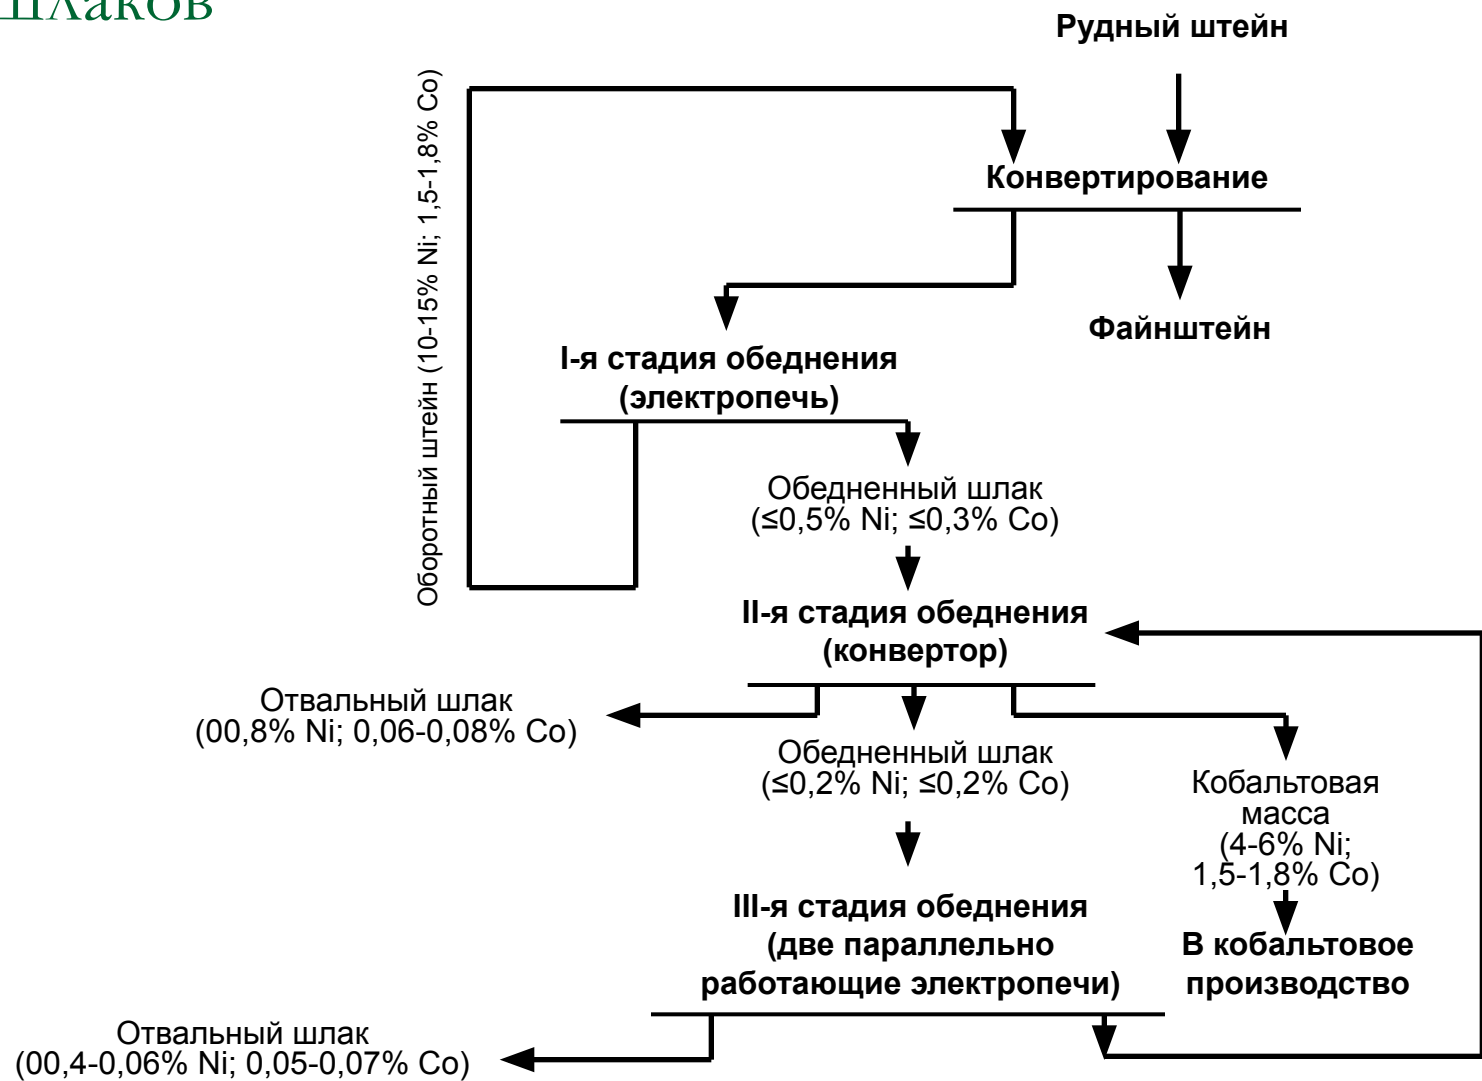 шлаков
Рудный штейн
Оборотный штейн (10-15% Ni; 1,5-1,8% Co)
Конвертирование
Файнштейн
I-я стадия обеднения
(электропечь)
Обедненный шлак
(≤0,5% Ni; ≤0,3% Co)
II-я стадия обеднения
(конвертор)
Отвальный шлак
(00,8% Ni; 0,06-0,08% Co)
Обедненный шлак
(≤0,2% Ni; ≤0,2% Co)
Кобальтовая
масса
(4-6% Ni;
1,5-1,8% Co)
III-я стадия обеднения
(две параллельно
работающие электропечи)
В кобальтовое
производство
Отвальный шлак
(00,4-0,06% Ni; 0,05-0,07% Co)